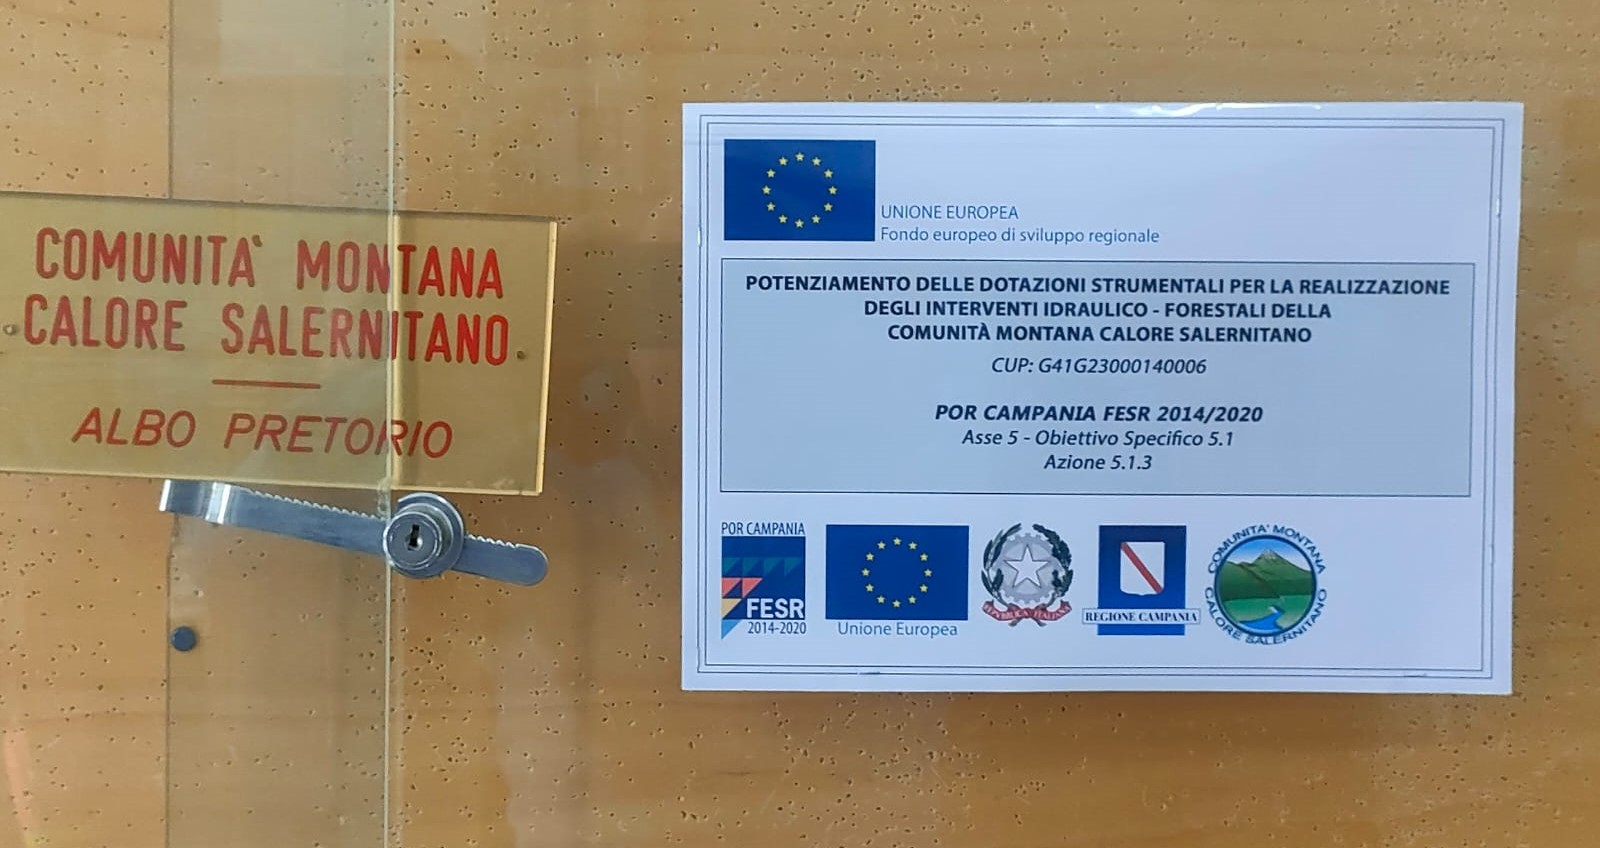 COMUNITA' MONTANA
CALORE SALERNITANO
ALBO PRETORIO
UNIONE EUROPEA
Fondo europeo di sviluppo regionale
POTENZIAMENTO DELLE DOTAZIONI STRUMENTALI PER LA REALIZZAZIONE
DEGLI INTERVENTI IDRAULICO - FORESTALI DELLA
COMUNITÀ MONTANA CALORE SALERNITANO
CUP: G41G23000140006
POR CAMPANIA FESR 2014/2020
Asse 5 - Obiettivo Specifico 5.1
Azione 5.1.3
POR CAMPANIA
FESR
2014-2020
Unione Europea
REPVBBLICA ITALIANA
REGIONE CAMPANIA
COMUNITA' MONTANA
CALORE SALERNITANO